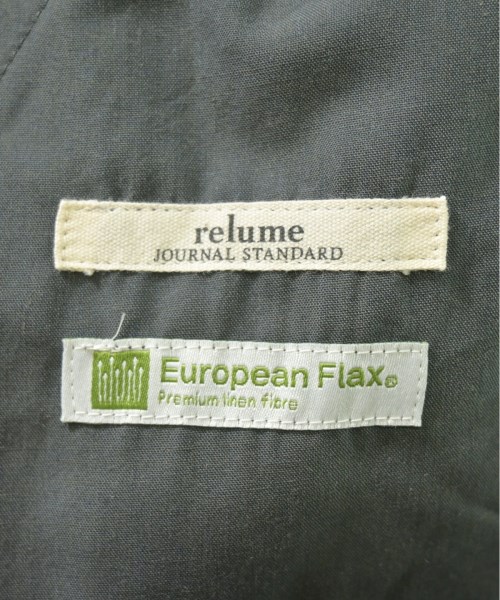 relume
JOURNAL STANDARD
European Flax®
Premium linen fibre